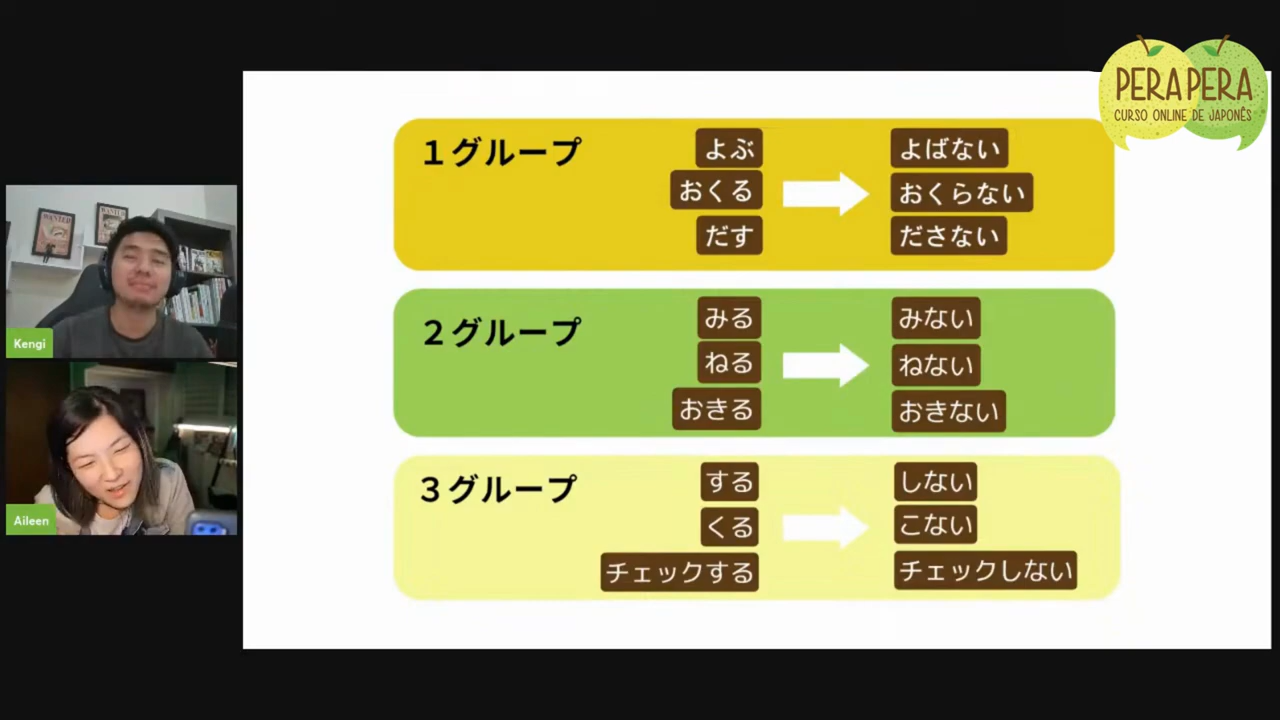 PERA PERA
CURSO ONLINE DE JAPONÊS
１グループ
よぶ
よばない
おくる
おくらない
だす
ださない
２グループ
みる
みない
ねる
ねない
おきる
おきない
３グループ
する
しない
くる
こない
チェックする
チェックしない
WANTED
WANTED
Kengi
Aileen